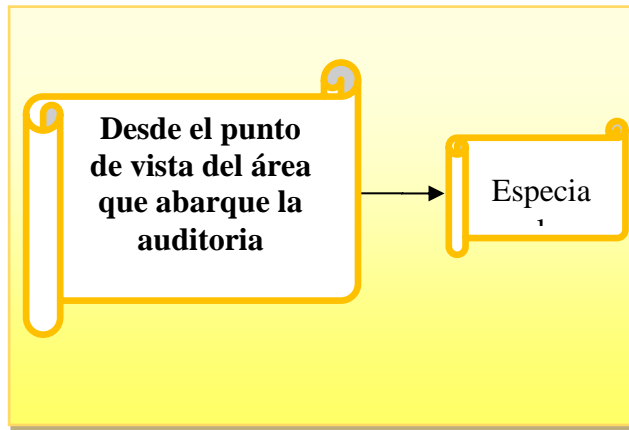 Desde el punto
de vista del área
que abarque la
auditoria
Especia